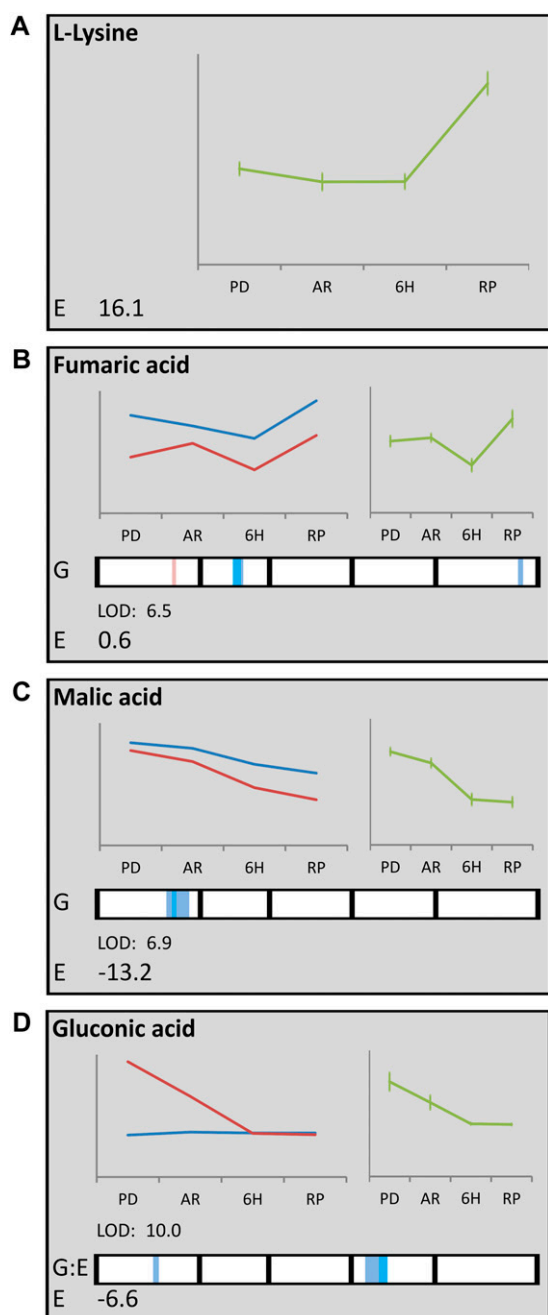 A
L-Lysine
PD AR 6H RP
E 16.1
B
Fumaric acid
PD AR 6H RP PD AR 6H RP
G
LOD: 6.5
E 0.6
C
Malic acid
PD AR 6H RP PD AR 6H RP
G
LOD: 6.9
E -13.2
D
Gluconic acid
PD AR 6H RP PD AR 6H RP
LOD: 10.0
G:E
E -6.6